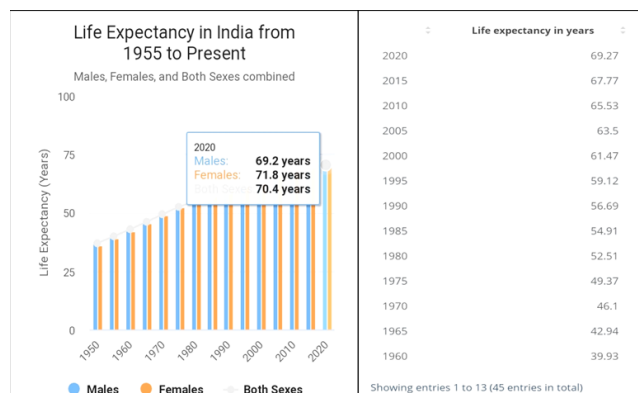 Life Expectancy in India from
1955 to Present
Males, Females, and Both Sexes combined
Life Expectancy (Years)
100
75
50
25
0
2020
Males: 69.2 years
Females: 71.8 years
Both Sexes: 70.4 years
1950
1960
1970
1980
1990
2000
2010
2020
Males Females Both Sexes
Life expectancy in years
2020 69.27
2015 67.77
2010 65.53
2005 63.5
2000 61.47
1995 59.12
1990 56.69
1985 54.91
1980 52.51
1975 49.37
1970 46.1
1965 42.94
1960 39.93
Showing entries 1 to 13 (45 entries in total)